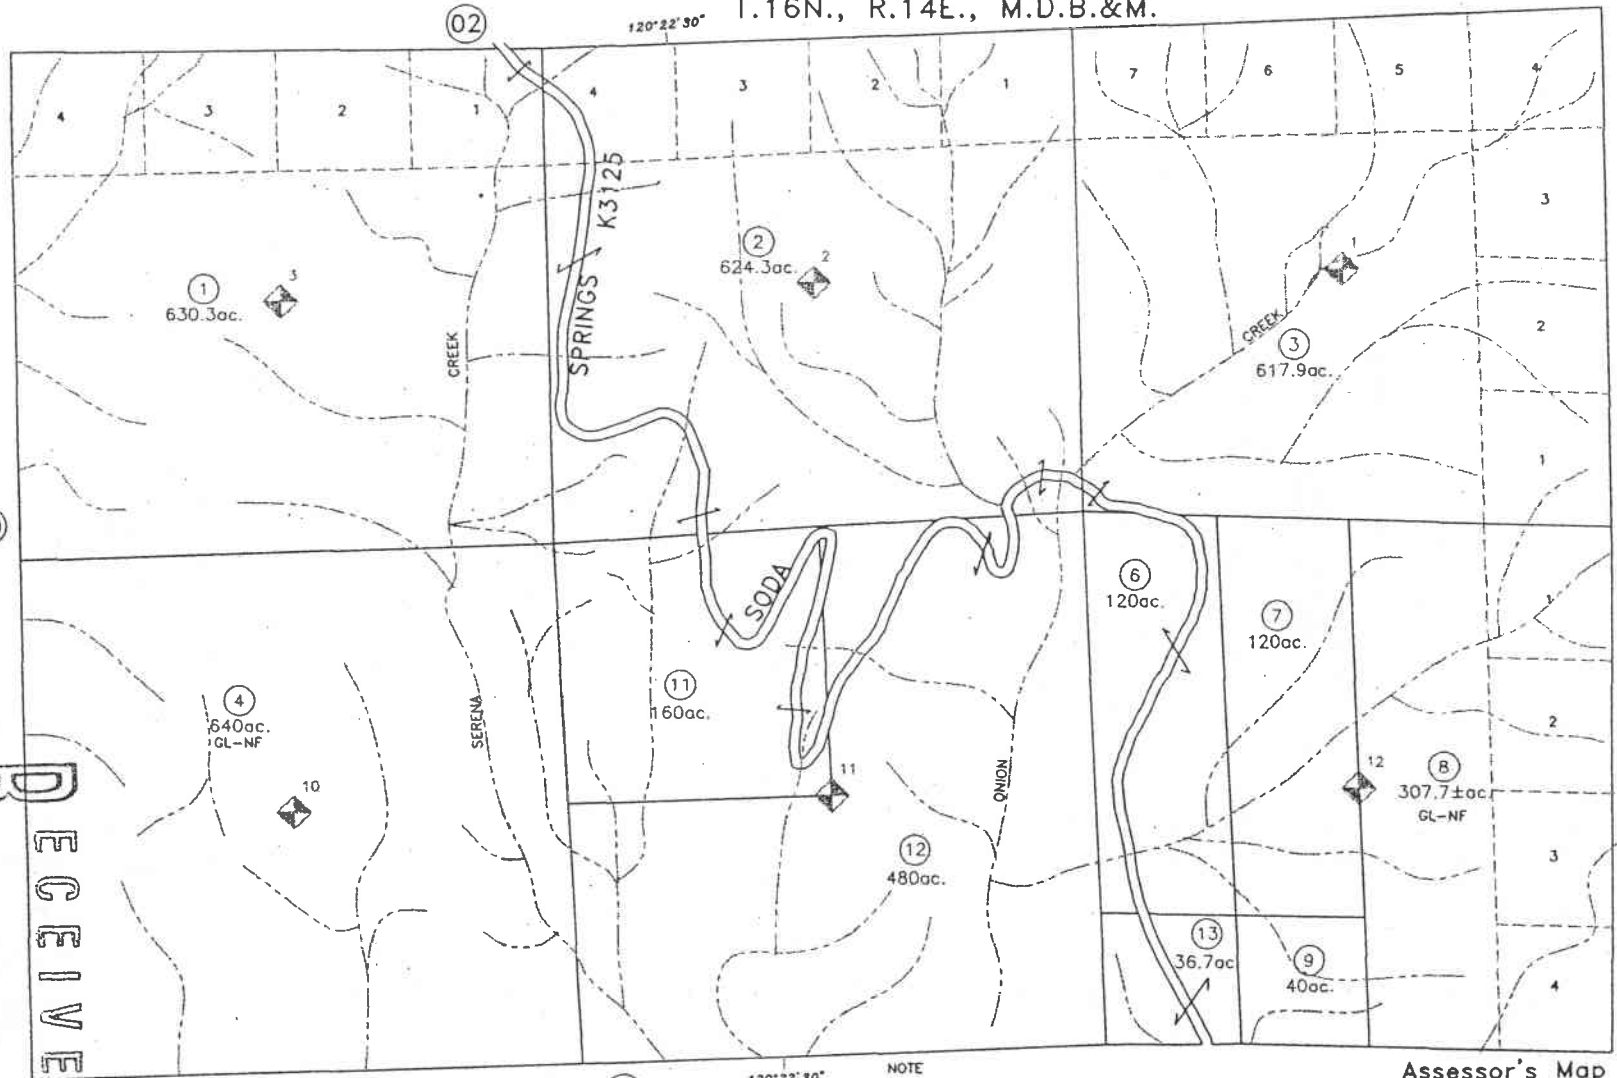 T.16N., R.14E., M.D.B.&M.
02
120°22'30"
4
3
2
1
4
3
2
1
7
6
5
4
3
2
1
K3125
SPRINGS
SODA
1
630.3ac.
3
2
624.3ac.
2
1
CREEK
3
617.9ac.
CREEK
4
640ac.
GL-NF
10
SERENA
11
160ac.
11
12
480ac.
ONION
6
120ac.
7
120ac.
12
8
307.7±ac.
GL-NF
13
36.7ac
9
40ac.
1
2
3
4
ECEIVE
D
NOTE
Assessor's Map